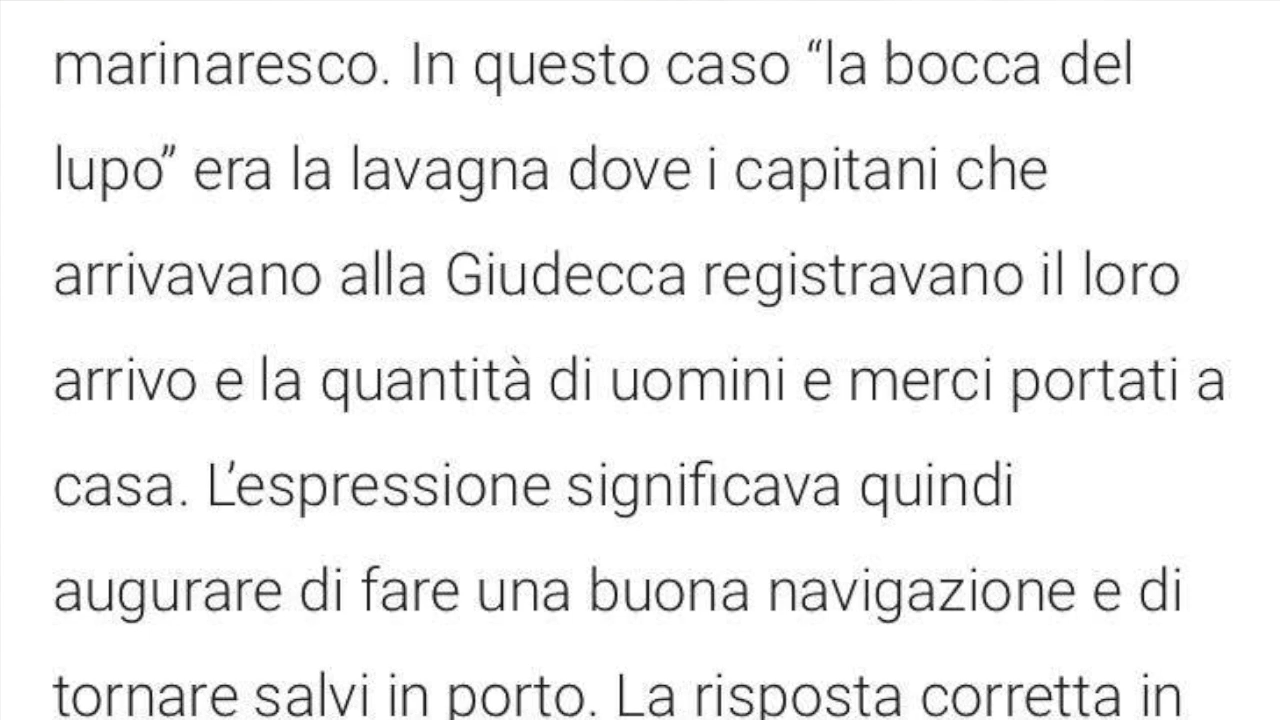 marinaresco. In questo caso “la bocca del
lupo” era la lavagna dove i capitani che
arrivavano alla Giudecca registravano il loro
arrivo e la quantità di uomini e merci portati a
casa. L’espressione significava quindi
augurare di fare una buona navigazione e di
tornare salvi in porto. La risposta corretta in